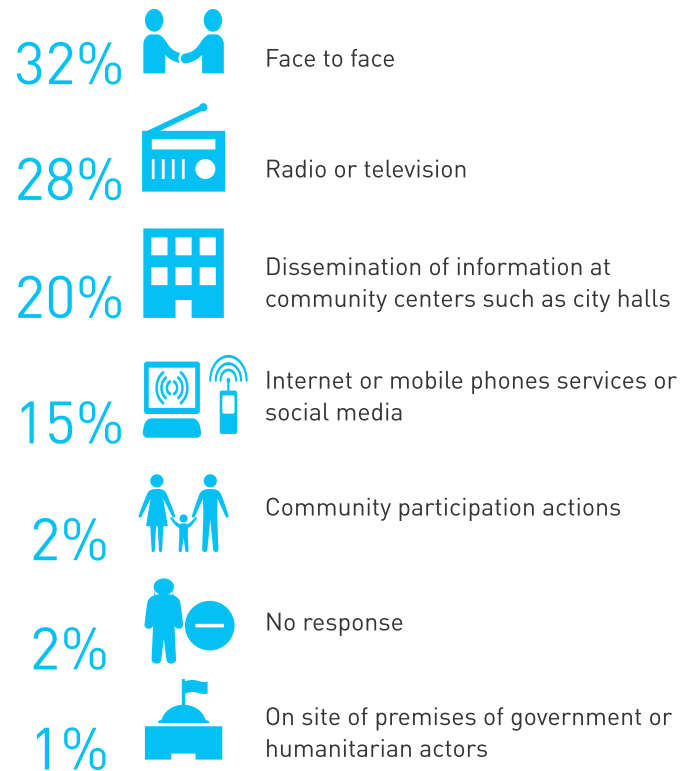 32%
Face to face
28%
Radio or television
20%
Dissemination of information at
community centers such as city halls
15%
Internet or mobile phones services or
social media
2%
Community participation actions
2%
No response
1%
On site of premises of government or
humanitarian actors